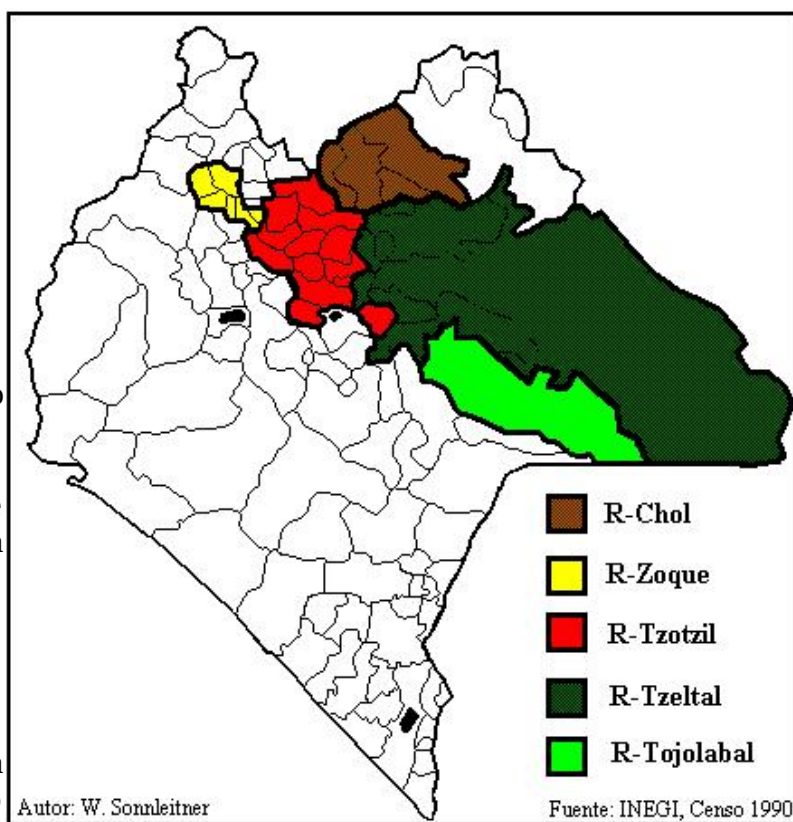 R-Chol
R-Zoque
R-Tzotzil
R-Tzeltal
R-Tojolabal
Autor: W. Sonnleitner
Fuente: INEGI, Censo 1990